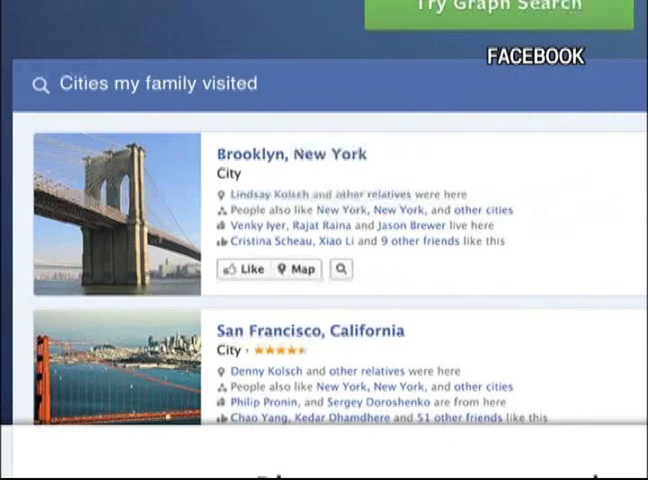 Try Graph Search
FACEBOOK
Cities my family visited
Brooklyn, New York
City
Lindsay Kolsch and other relatives were here
People also like New York, New York, and other cities
Venky Iyer, Rajat Raina and Jason Brewer live here
Cristina Scheau, Xiao Li and 9 other friends like this
Like Map
San Francisco, California
City ·
Denny Kolsch and other relatives were here
People also like New York, New York, and other cities
Philip Pronin, and Sergey Doroshenko are from here
Chao Yang, Kedar Dhamdhere and 51 other friends like this